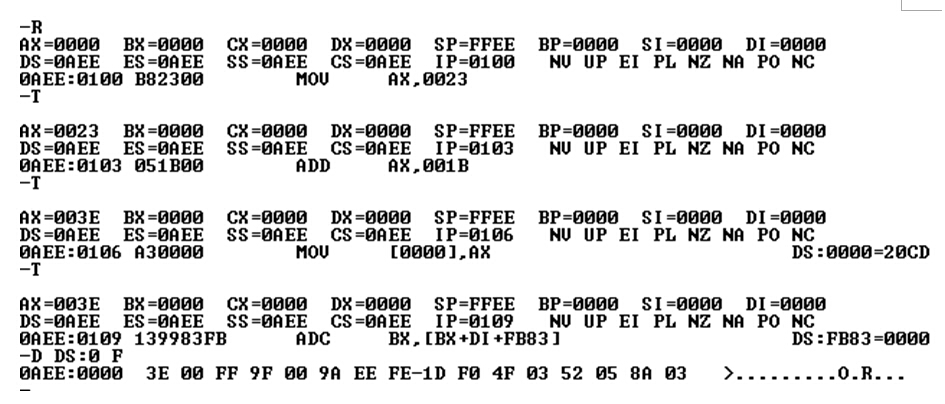 -R
AX=0000 BX=0000 CX=0000 DX=0000 SP=FFEE BP=0000 SI=0000 DI=0000
DS=0AEE ES=0AEE SS=0AEE CS=0AEE IP=0100 NV UP EI PL NZ NA PO NC
0AEE:0100 B82300 MOV AX,0023
-T
AX=0023 BX=0000 CX=0000 DX=0000 SP=FFEE BP=0000 SI=0000 DI=0000
DS=0AEE ES=0AEE SS=0AEE CS=0AEE IP=0103 NV UP EI PL NZ NA PO NC
0AEE:0103 051B00 ADD AX,001B
-T
AX=003E BX=0000 CX=0000 DX=0000 SP=FFEE BP=0000 SI=0000 DI=0000
DS=0AEE ES=0AEE SS=0AEE CS=0AEE IP=0106 NV UP EI PL NZ NA PO NC
0AEE:0106 A30000 MOV [0000],AX DS:0000=20CD
-T
AX=003E BX=0000 CX=0000 DX=0000 SP=FFEE BP=0000 SI=0000 DI=0000
DS=0AEE ES=0AEE SS=0AEE CS=0AEE IP=0109 NV UP EI PL NZ NA PO NC
0AEE:0109 139983FB ADC BX,[BX+DI+FB83] DS:FB83=0000
-D DS:0 F
0AEE:0000 3E 00 FF 9F 00 9A EE FE-1D F0 4F 03 52 05 8A 03 >.........O.R...
-